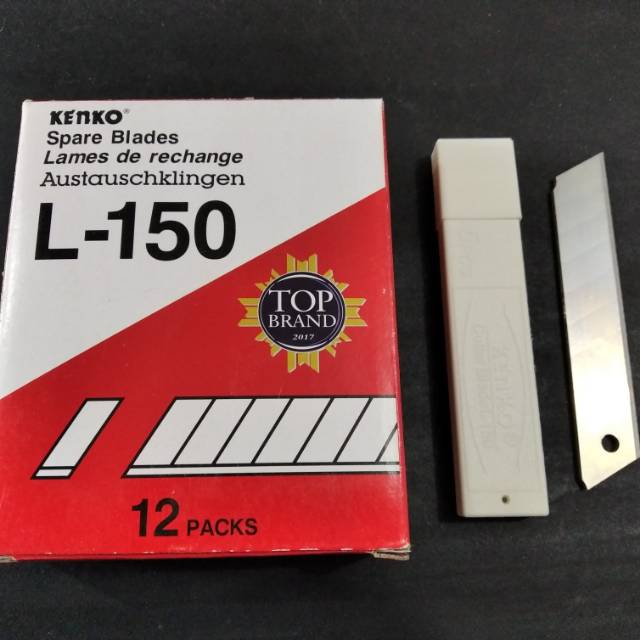 KENKO®
Spare Blades
Lames de rechange
Austauschklingen
L-150
TOP
BRAND
2017
12 PACKS